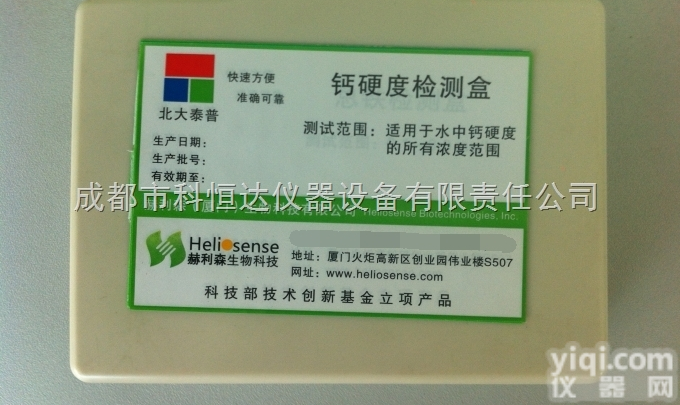 快速方便
准确可靠
北大泰普
钙硬度检测盒
测试范围：适用于水中钙硬度
的所有浓度范围
生产日期：
生产批号：
有效期至：
成都市科恒达仪器设备有限责任公司
Heliosense Biotechnologies, Inc.
Heliosense
赫利森生物科技
地址：厦门火炬高新区创业园伟业楼S507
网址：www.heliosense.com
科技部技术创新基金立项产品
yiqi.com
仪器网